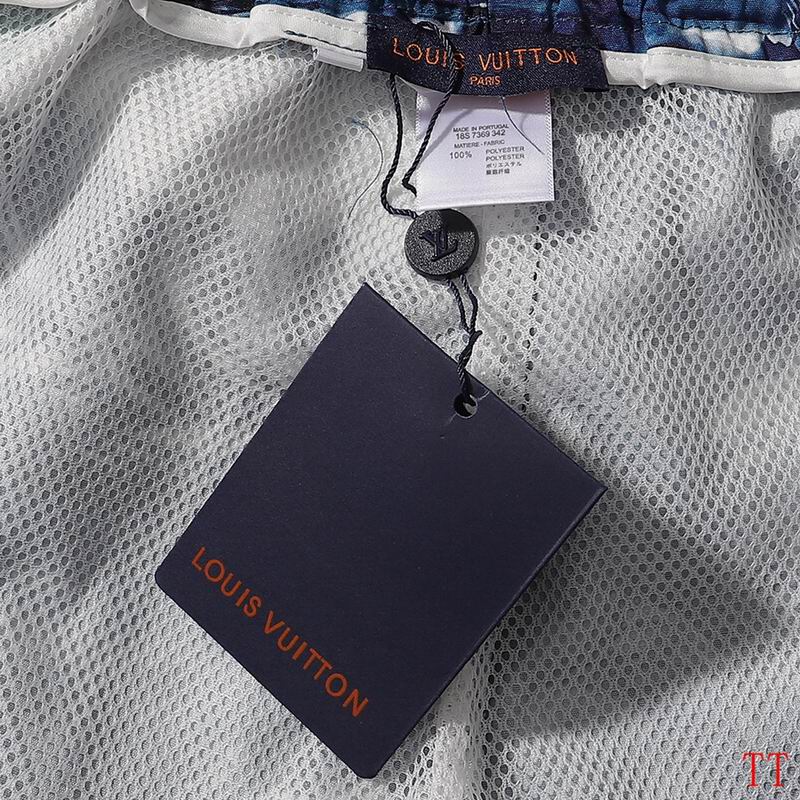 LOUIS VUITTON
PARIS
MADE IN PORTUGAL
18S 7369 342
MATIERE - FABRIC
100% POLYESTER
POLYESTER
ポリエステル
LOUIS VUITTON
TT